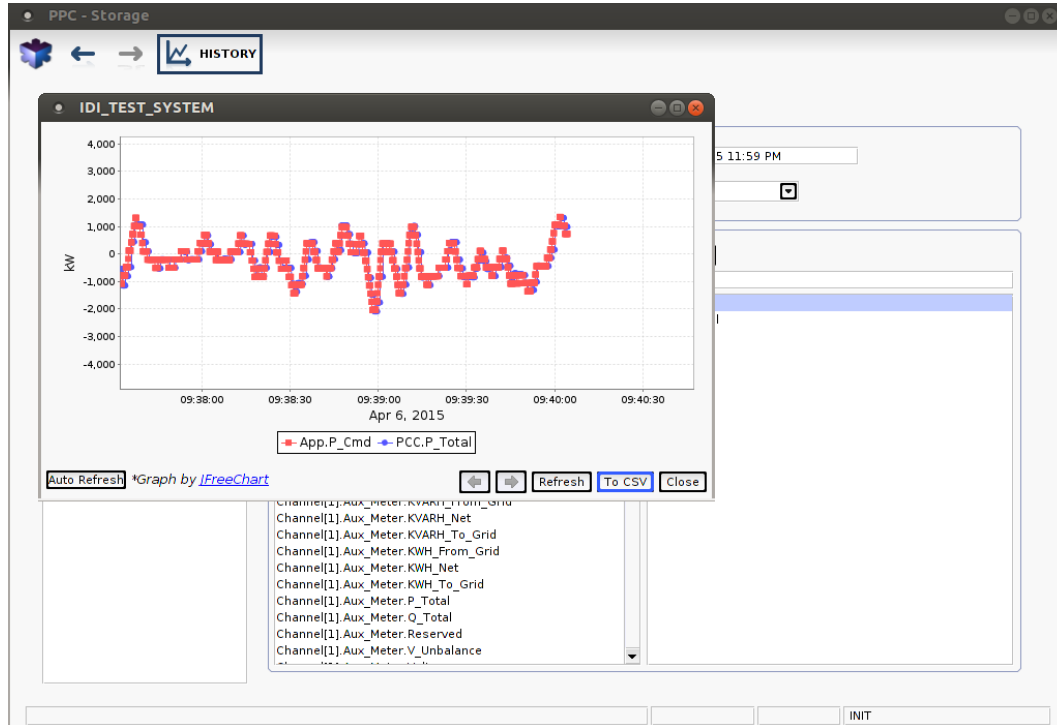 PPC - Storage
HISTORY
IDI_TEST_SYSTEM
5 11:59 PM
4,000
3,000
2,000
1,000
0
-1,000
-2,000
-3,000
-4,000
kW
09:38:00 09:38:30 09:39:00 09:39:30 09:40:00 09:40:30
Apr 6, 2015
App.P_Cmd PCC.P_Total
Auto Refresh *Graph by JFreeChart Refresh To CSV Close
Channel[1].Aux_Meter.KVARH_From_Grid
Channel[1].Aux_Meter.KVARH_Net
Channel[1].Aux_Meter.KVARH_To_Grid
Channel[1].Aux_Meter.KWH_From_Grid
Channel[1].Aux_Meter.KWH_Net
Channel[1].Aux_Meter.KWH_To_Grid
Channel[1].Aux_Meter.P_Total
Channel[1].Aux_Meter.Q_Total
Channel[1].Aux_Meter.Reserved
Channel[1].Aux_Meter.V_Unbalance
INIT